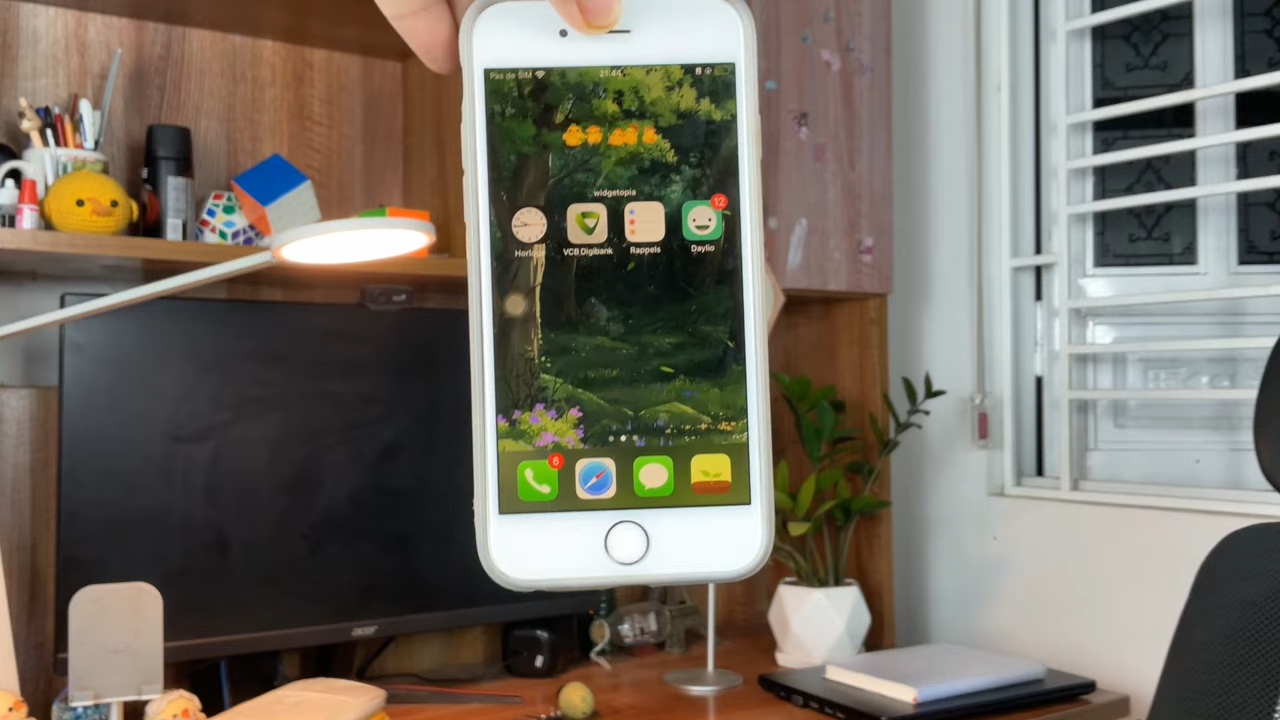 Pas de SIM 21:44
widgetopia
12
Horloge VCB Digibank Rappels Daylio
6
acer